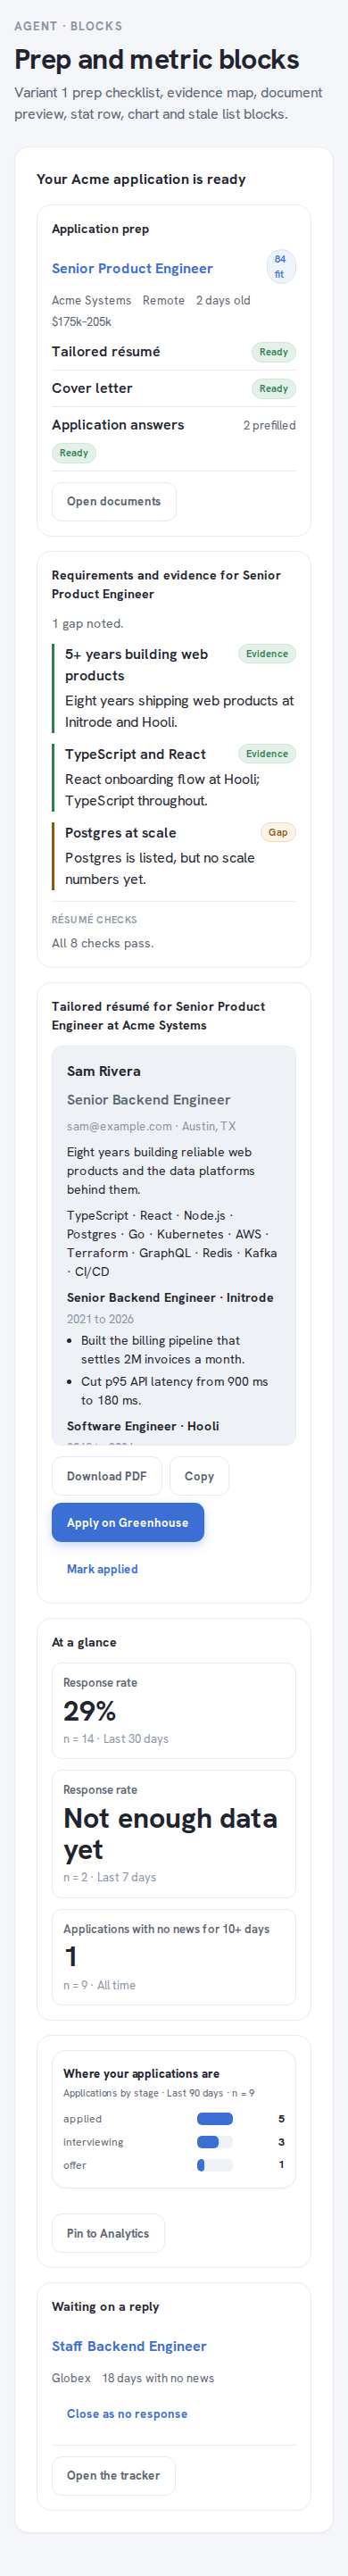 AGENT · BLOCKS
Prep and metric blocks
Variant 1 prep checklist, evidence map, document
preview, stat row, chart and stale list blocks.
Your Acme application is ready
Application prep
Senior Product Engineer
84
fit
Acme Systems Remote 2 days old
$175k–205k
Tailored résumé Ready
Cover letter Ready
Application answers 2 prefilled
Ready
Open documents
Requirements and evidence for Senior
Product Engineer
1 gap noted.
5+ years building web Evidence
products
Eight years shipping web products at
Initrode and Hooli.
TypeScript and React Evidence
React onboarding flow at Hooli;
TypeScript throughout.
Postgres at scale Gap
Postgres is listed, but no scale
numbers yet.
RÉSUMÉ CHECKS
All 8 checks pass.
Tailored résumé for Senior Product
Engineer at Acme Systems
Sam Rivera
Senior Backend Engineer
sam@example.com · Austin, TX
Eight years building reliable web
products and the data platforms
behind them.
TypeScript · React · Node.js ·
Postgres · Go · Kubernetes · AWS ·
Terraform · GraphQL · Redis · Kafka
· CI/CD
Senior Backend Engineer · Initrode
2021 to 2026
• Built the billing pipeline that
settles 2M invoices a month.
• Cut p95 API latency from 900 ms
to 180 ms.
Software Engineer · Hooli
Download PDF Copy
Apply on Greenhouse
Mark applied
At a glance
Response rate
29%
n = 14 · Last 30 days
Response rate
Not enough data
yet
n = 2 · Last 7 days
Applications with no news for 10+ days
1
n = 9 · All time
Where your applications are
Applications by stage · Last 90 days · n = 9
applied 5
interviewing 3
offer 1
Pin to Analytics
Waiting on a reply
Staff Backend Engineer
Globex 18 days with no news
Close as no response
Open the tracker